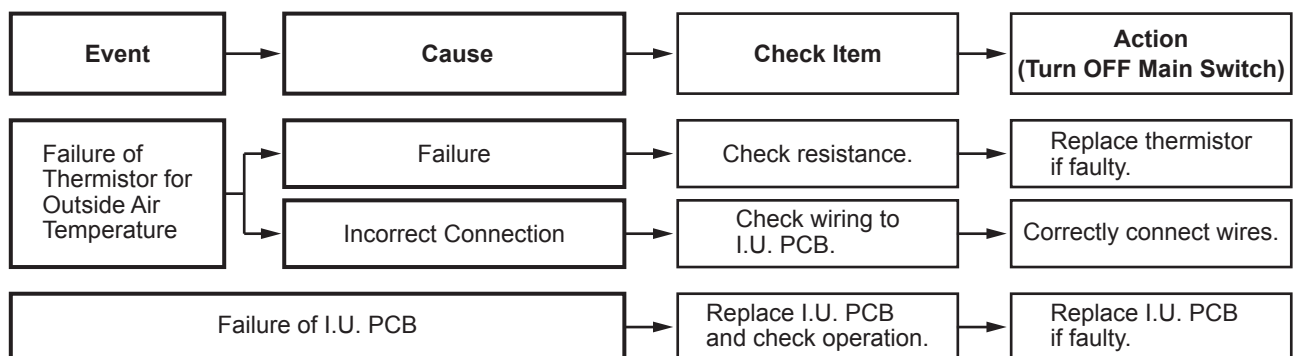 Event
Cause
Check Item
Action
(Turn OFF Main Switch)
Failure of
Thermistor for
Outside Air
Temperature
Failure
Check resistance.
Replace thermistor
if faulty.
Incorrect Connection
Check wiring to
I.U. PCB.
Correctly connect wires.
Failure of I.U. PCB
Replace I.U. PCB
and check operation.
Replace I.U. PCB
if faulty.